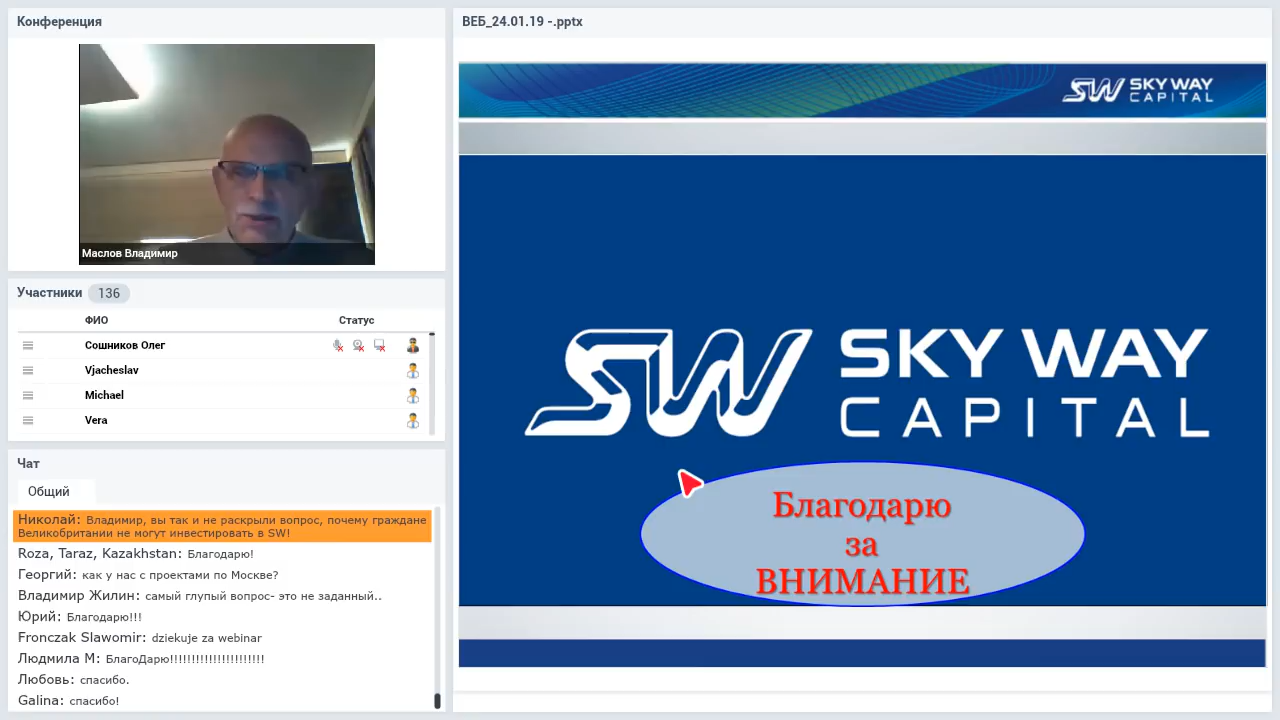 Конференция
Маслов Владимир
Участники 136
ФИО Статус
Сошников Олег
Vjacheslav
Michael
Vera
Чат
Общий
Николай: Владимир, вы так и не раскрыли вопрос, почему граждане
Великобритании не могут инвестировать в SW!
Roza, Taraz, Kazakhstan: Благодарю!
Георгий: как у нас с проектами по Москве?
Владимир Жилин: самый глупый вопрос- это не заданный..
Юрий: Благодарю!!!
Fronczak Slawomir: dziekuje za webinar
Людмила М: БлагоДарю!!!!!!!!!!!!!!!!!!!!!!
Любовь: спасибо.
Galina: спасибо!
ВЕБ_24.01.19 -.pptx
SW SKY WAY
CAPITAL
SW SKY WAY
CAPITAL
Благодарю
за
ВНИМАНИЕ